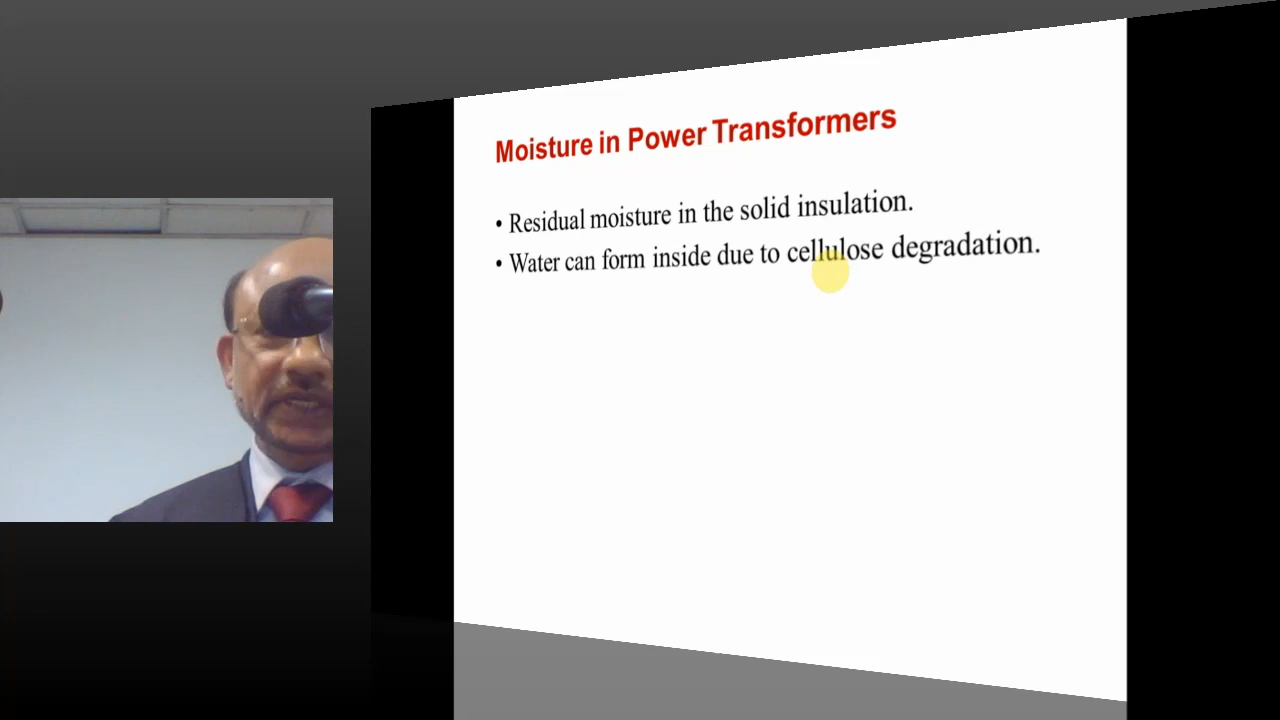 Moisture in Power Transformers
• Residual moisture in the solid insulation.
• Water can form inside due to cellulose degradation.